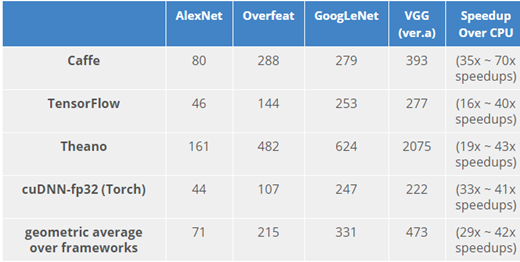 AlexNet Overfeat GoogLeNet VGG (ver.a) Speedup Over CPU
Caffe 80 288 279 393 (35x ~ 70x speedups)
TensorFlow 46 144 253 277 (16x ~ 40x speedups)
Theano 161 482 624 2075 (19x ~ 43x speedups)
cuDNN-fp32 (Torch) 44 107 247 222 (33x ~ 41x speedups)
geometric average over frameworks 71 215 331 473 (29x ~ 42x speedups)